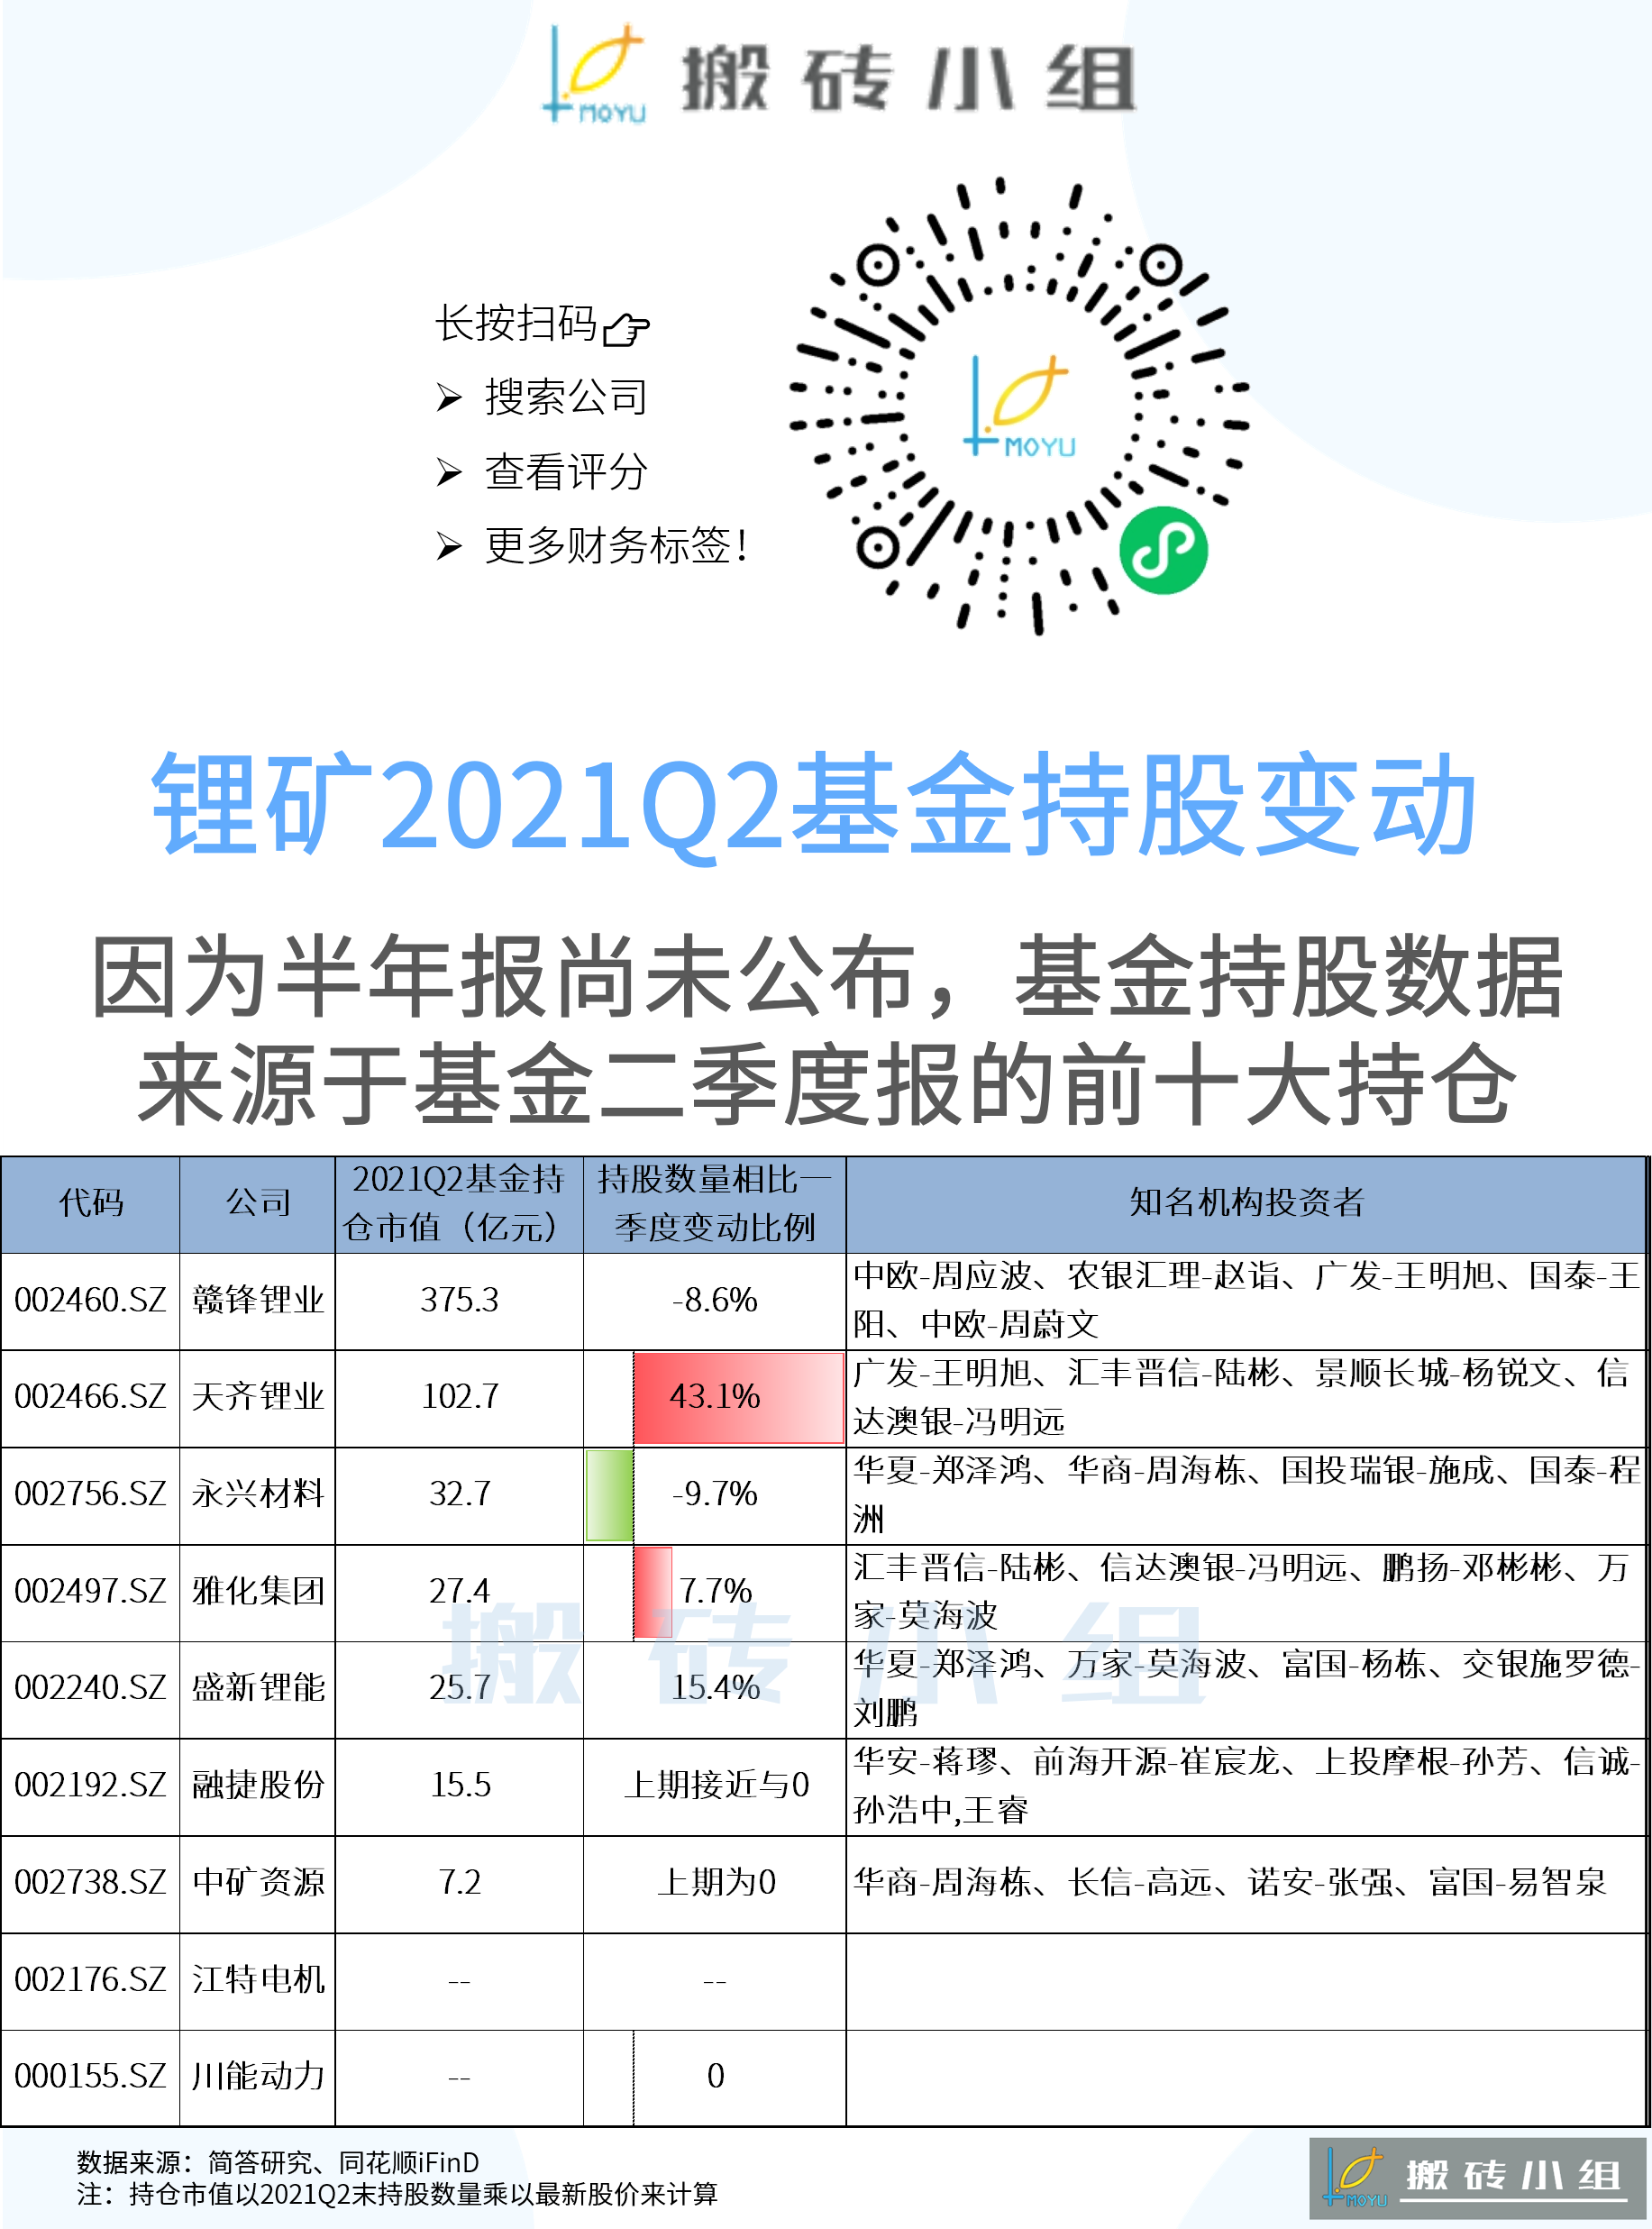 MOYU 搬砖小组
长按扫码
搜索公司
查看评分
更多财务标签!
MOYU
锂矿2021Q2基金持股变动
因为半年报尚未公布，基金持股数据
来源于基金二季度报的前十大持仓
代码 公司 2021Q2基金持 持股数量相比一 知名机构投资者
仓市值（亿元） 季度变动比例
002460.SZ 赣锋锂业 375.3 -8.6% 中欧-周应波、农银汇理-赵诣、广发-王明旭、国泰-王
阳、中欧-周蔚文
002466.SZ 天齐锂业 102.7 43.1% 广发-王明旭、汇丰晋信-陆彬、景顺长城-杨锐文、信
达澳银-冯明远
002756.SZ 永兴材料 32.7 -9.7% 华夏-郑泽鸿、华商-周海栋、国投瑞银-施成、国泰-程
洲
002497.SZ 雅化集团 27.4 7.7% 汇丰晋信-陆彬、信达澳银-冯明远、鹏扬-邓彬彬、万
家-莫海波
搬砖小组
002240.SZ 盛新锂能 25.7 15.4% 华夏-郑泽鸿、万家-莫海波、富国-杨栋、交银施罗德-
刘鹏
002192.SZ 融捷股份 15.5 上期接近与0 华安-蒋璆、前海开源-崔宸龙、上投摩根-孙芳、信诚-
孙浩中,王睿
002738.SZ 中矿资源 7.2 上期为0 华商-周海栋、长信-高远、诺安-张强、富国-易智泉
002176.SZ 江特电机 -- --
000155.SZ 川能动力 -- 0
数据来源：简答研究、同花顺iFinD
注：持仓市值以2021Q2末持股数量乘以最新股价来计算
MOYU 搬砖小组